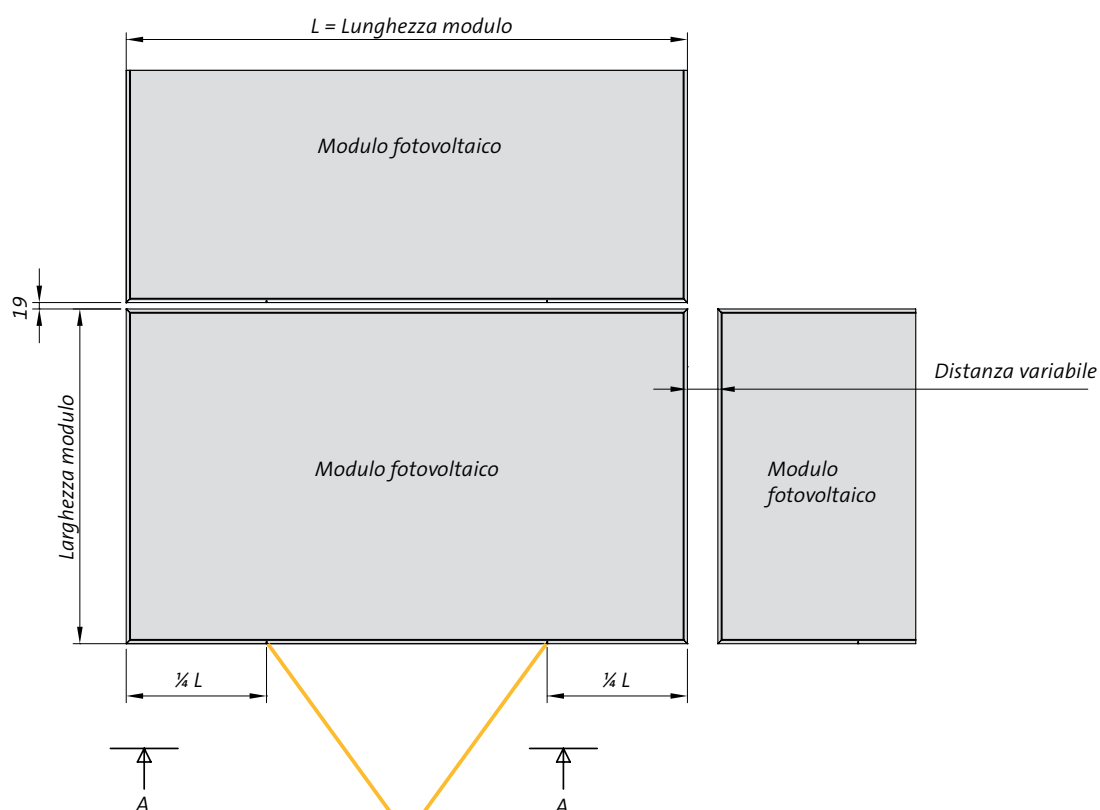 L = Lunghezza modulo
Modulo fotovoltaico
19
Larghezza modulo
Distanza variabile
Modulo fotovoltaico
Modulo
fotovoltaico
¼ L
¼ L
A
A